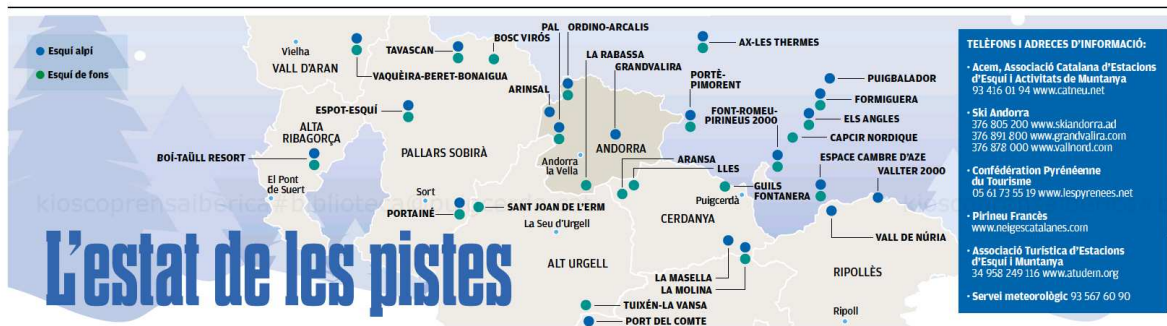 Esquí alpí
Esquí de fons
Vielha
VALL D'ARAN
VAQUÈIRA-BERET-BONAIGUA
TAVASCAN
BOSC VIRÓS
PAL
ORDINO-ARCALIS
LA RABASSA
GRANDVALIRA
AX-LES THERMES
ARINSAL
PORTÈ-
PIMORENT
PUIGBALADOR
FORMIGUERA
ELS ANGLES
CAPCIR NORDIQUE
FONT-ROMEU-
PIRINEUS 2000
ESPOT-ESQUÍ
ALTA
RIBAGORÇA
BOÍ-TAÜLL RESORT
PALLARS SOBIRÀ
ANDORRA
Andorra
la Vella
ARANSA
LLES
ESPACE CAMBRE D'AZE
VALLTER 2000
El Pont
de Suert
Sort
PORTAINÉ
SANT JOAN DE L'ERM
La Seu d'Urgell
GUILS
FONTANERA
Puigcerdà
CERDANYA
VALL DE NÚRIA
kioscoprensaiberica#biblioteca
L'estat de les pistes
ALT URGELL
LA MASELLA
LA MOLINA
RIPOLLÈS
TUIXÉN-LA VANSA
PORT DEL COMTE
Ripoll
TELÈFONS I ADRECES D'INFORMACIÓ:
· Acem, Associació Catalana d'Estacions
d'Esquí i Activitats de Muntanya
93 416 01 94 www.catneu.net
· Ski Andorra
376 805 200 www.skiandorra.ad
376 891 800 www.grandvalira.com
376 878 000 www.vallnord.com
· Confédération Pyrénéenne
du Tourisme
05 61 73 55 19 www.lespyrenees.net
· Pirineu Francès
www.neigescatalanes.com
· Associació Turística d'Estacions
d'Esquí i Muntanya
34 958 249 116 www.atudem.org
· Servei meteorològic 93 567 60 90